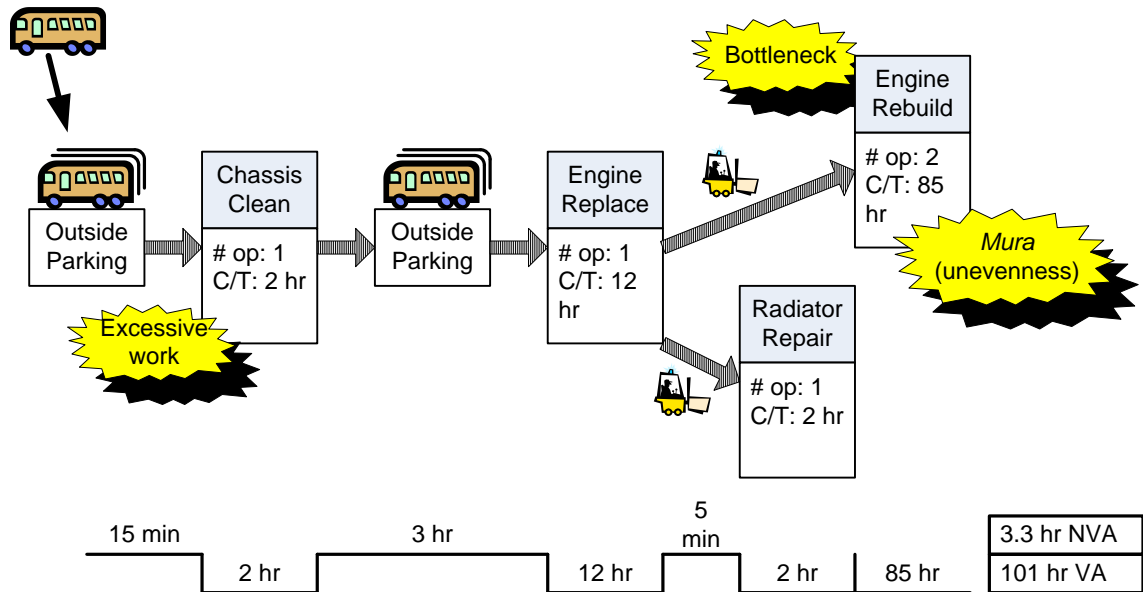 Bottleneck
Engine
Rebuild
# op: 2
C/T: 85
hr
Mura
(unevenness)
Outside
Parking
Chassis
Clean
# op: 1
C/T: 2 hr
Excessive
work
Outside
Parking
Engine
Replace
# op: 1
C/T: 12
hr
Radiator
Repair
# op: 1
C/T: 2 hr
15 min
2 hr
3 hr
12 hr
5
min
2 hr
85 hr
3.3 hr NVA
101 hr VA